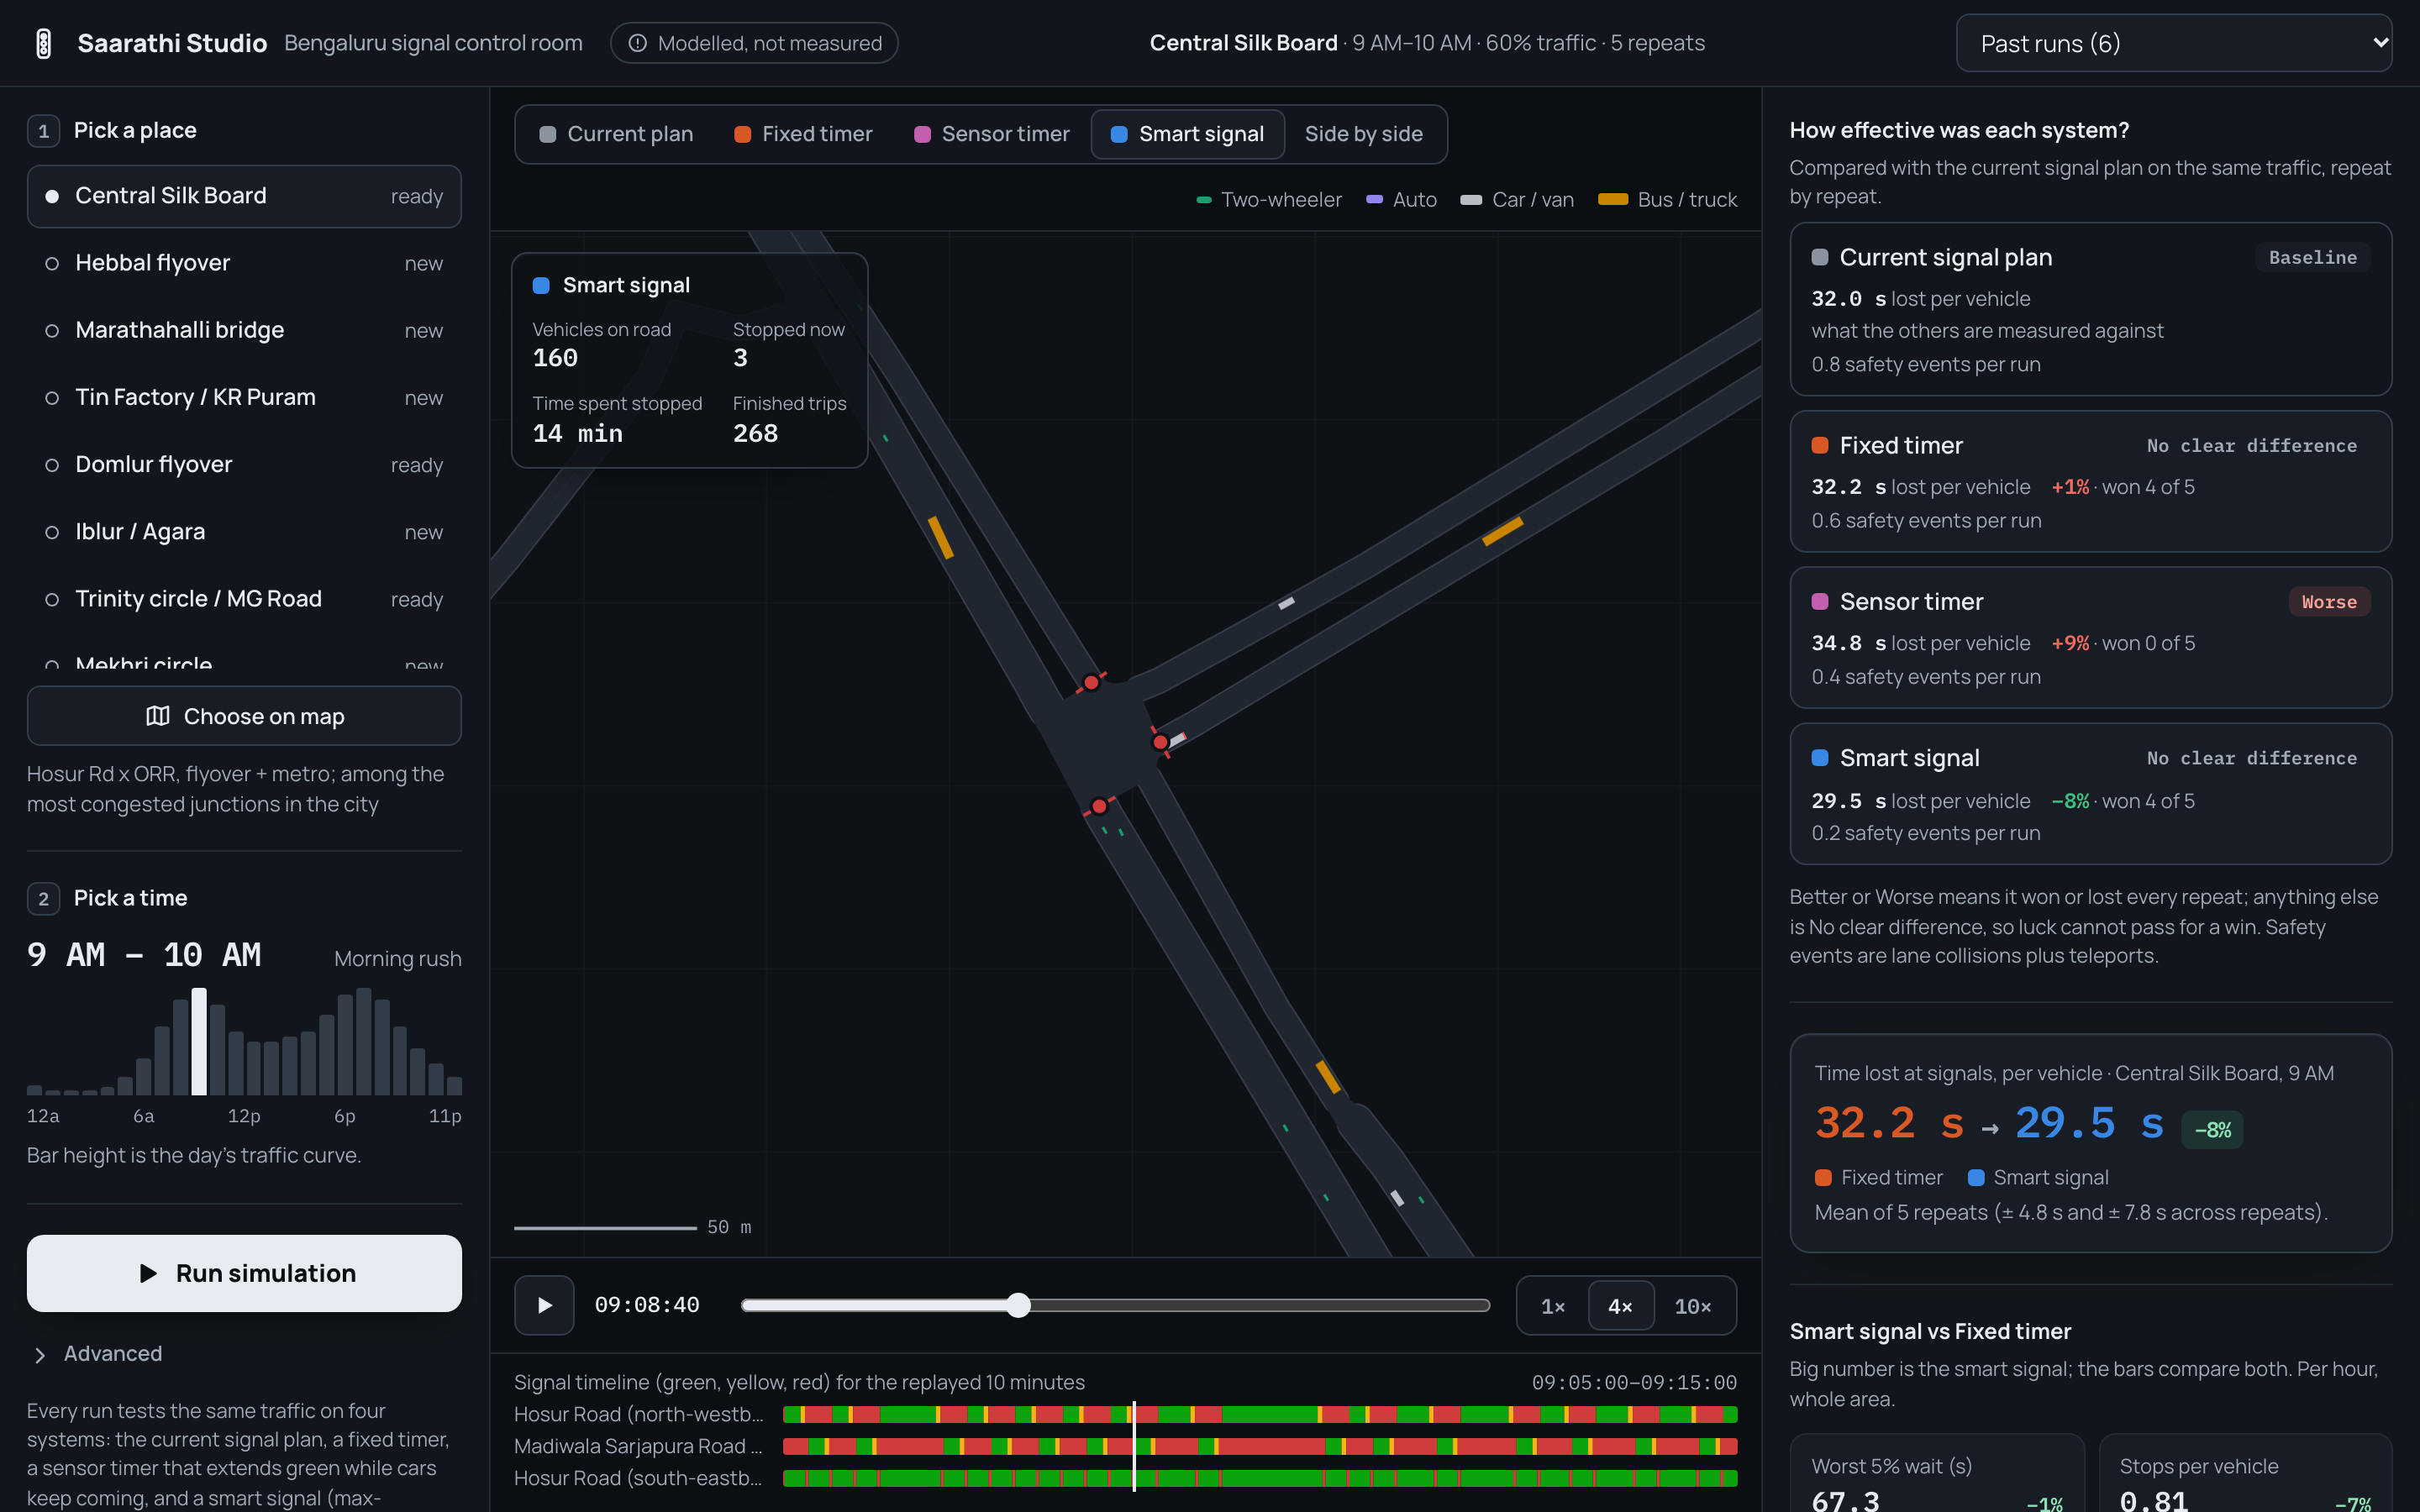 Saarathi Studio
Bengaluru signal control room
Modelled, not measured
Central Silk Board · 9 AM–10 AM · 60% traffic · 5 repeats
Past runs (6)
1 Pick a place
Central Silk Board ready
Hebbal flyover new
Marathahalli bridge new
Tin Factory / KR Puram new
Domlur flyover ready
Iblur / Agara new
Trinity circle / MG Road ready
Mekhri circle new
Choose on map
Hosur Rd x ORR, flyover + metro; among the
most congested junctions in the city
2 Pick a time
9 AM – 10 AM Morning rush
12a 6a 12p 6p 11p
Bar height is the day's traffic curve.
Run simulation
Advanced
Every run tests the same traffic on four
systems: the current signal plan, a fixed timer,
a sensor timer that extends green while cars
keep coming, and a smart signal (max-
Current plan Fixed timer Sensor timer Smart signal Side by side
Two-wheeler Auto Car / van Bus / truck
Smart signal
Vehicles on road Stopped now
160 3
Time spent stopped Finished trips
14 min 268
50 m
09:08:40
1× 4× 10×
Signal timeline (green, yellow, red) for the replayed 10 minutes 09:05:00–09:15:00
Hosur Road (north-westb…
Madiwala Sarjapura Road …
Hosur Road (south-eastb…
How effective was each system?
Compared with the current signal plan on the same traffic, repeat
by repeat.
Current signal plan Baseline
32.0 s lost per vehicle
what the others are measured against
0.8 safety events per run
Fixed timer No clear difference
32.2 s lost per vehicle +1% · won 4 of 5
0.6 safety events per run
Sensor timer Worse
34.8 s lost per vehicle +9% · won 0 of 5
0.4 safety events per run
Smart signal No clear difference
29.5 s lost per vehicle −8% · won 4 of 5
0.2 safety events per run
Better or Worse means it won or lost every repeat; anything else
is No clear difference, so luck cannot pass for a win. Safety
events are lane collisions plus teleports.
Time lost at signals, per vehicle · Central Silk Board, 9 AM
32.2 s → 29.5 s −8%
Fixed timer Smart signal
Mean of 5 repeats (± 4.8 s and ± 7.8 s across repeats).
Smart signal vs Fixed timer
Big number is the smart signal; the bars compare both. Per hour,
whole area.
Worst 5% wait (s) Stops per vehicle
67.3 −1% 0.81 −7%